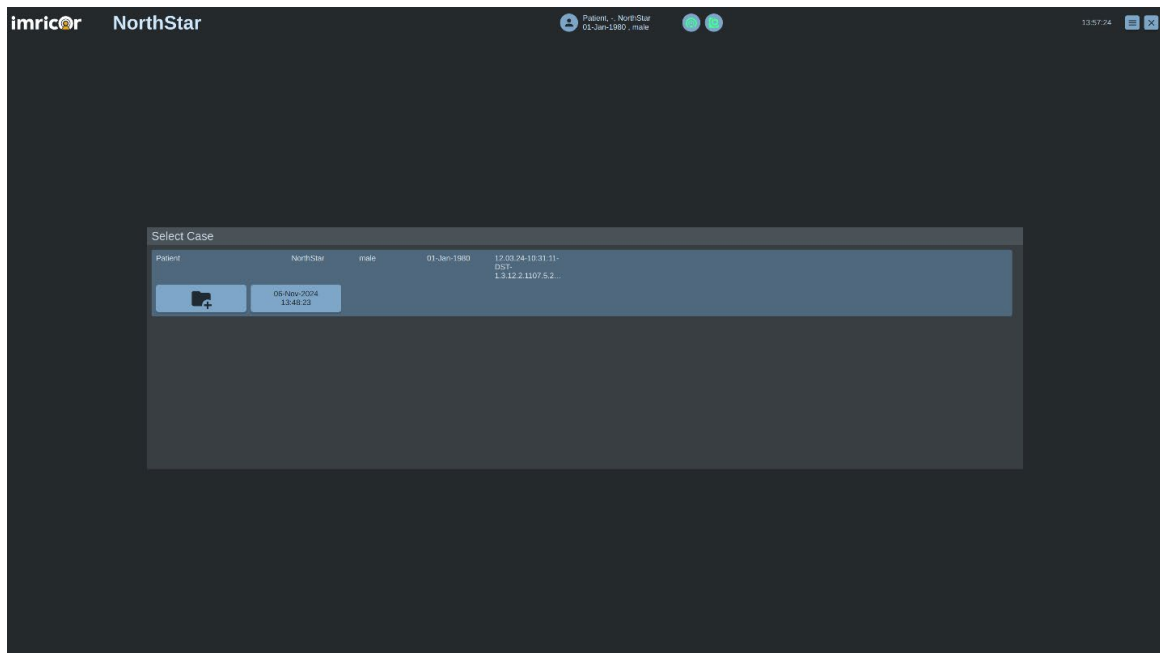 imricor
NorthStar
Patient, -, NorthStar
01-Jan-1980 , male
13:57:24
Select Case
Patient NorthStar male 01-Jan-1980 12.03.24-10:31:11-
DST-
1.3.12.2.1107.5.2...
06-Nov-2024
13:48:23